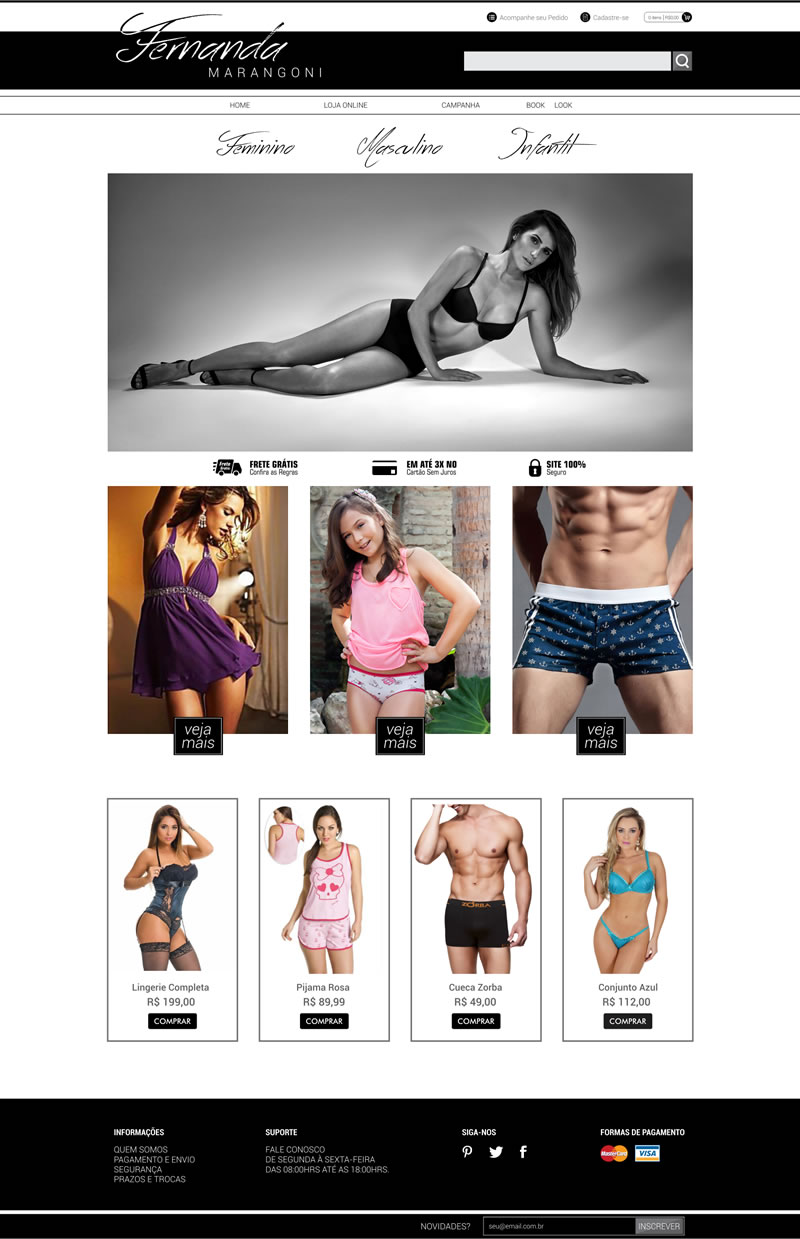 Acompanhe seu Pedido
Cadastre-se
Fernanda
MARANGONI
HOME LOJA ONLINE CAMPANHA BOOK LOOK
Feminino Masculino Infantil
FRETE GRÁTIS
Confira as Regras
EM ATÉ 3X NO
Cartão Sem Juros
SITE 100%
Seguro
veja
mais
veja
mais
veja
mais
ZORBA
Lingerie Completa
R$ 199,00
COMPRAR
Pijama Rosa
R$ 89,99
COMPRAR
Cueca Zorba
R$ 49,00
COMPRAR
Conjunto Azul
R$ 112,00
COMPRAR
INFORMAÇÕES
QUEM SOMOS
PAGAMENTO E ENVIO
SEGURANÇA
PRAZOS E TROCAS
SUPORTE
FALE CONOSCO
DE SEGUNDA À SEXTA-FEIRA
DAS 08:00HRS ATÉ AS 18:00HRS.
SIGA-NOS
FORMAS DE PAGAMENTO
MasterCard VISA
NOVIDADES? seu@email.com.br INSCREVER